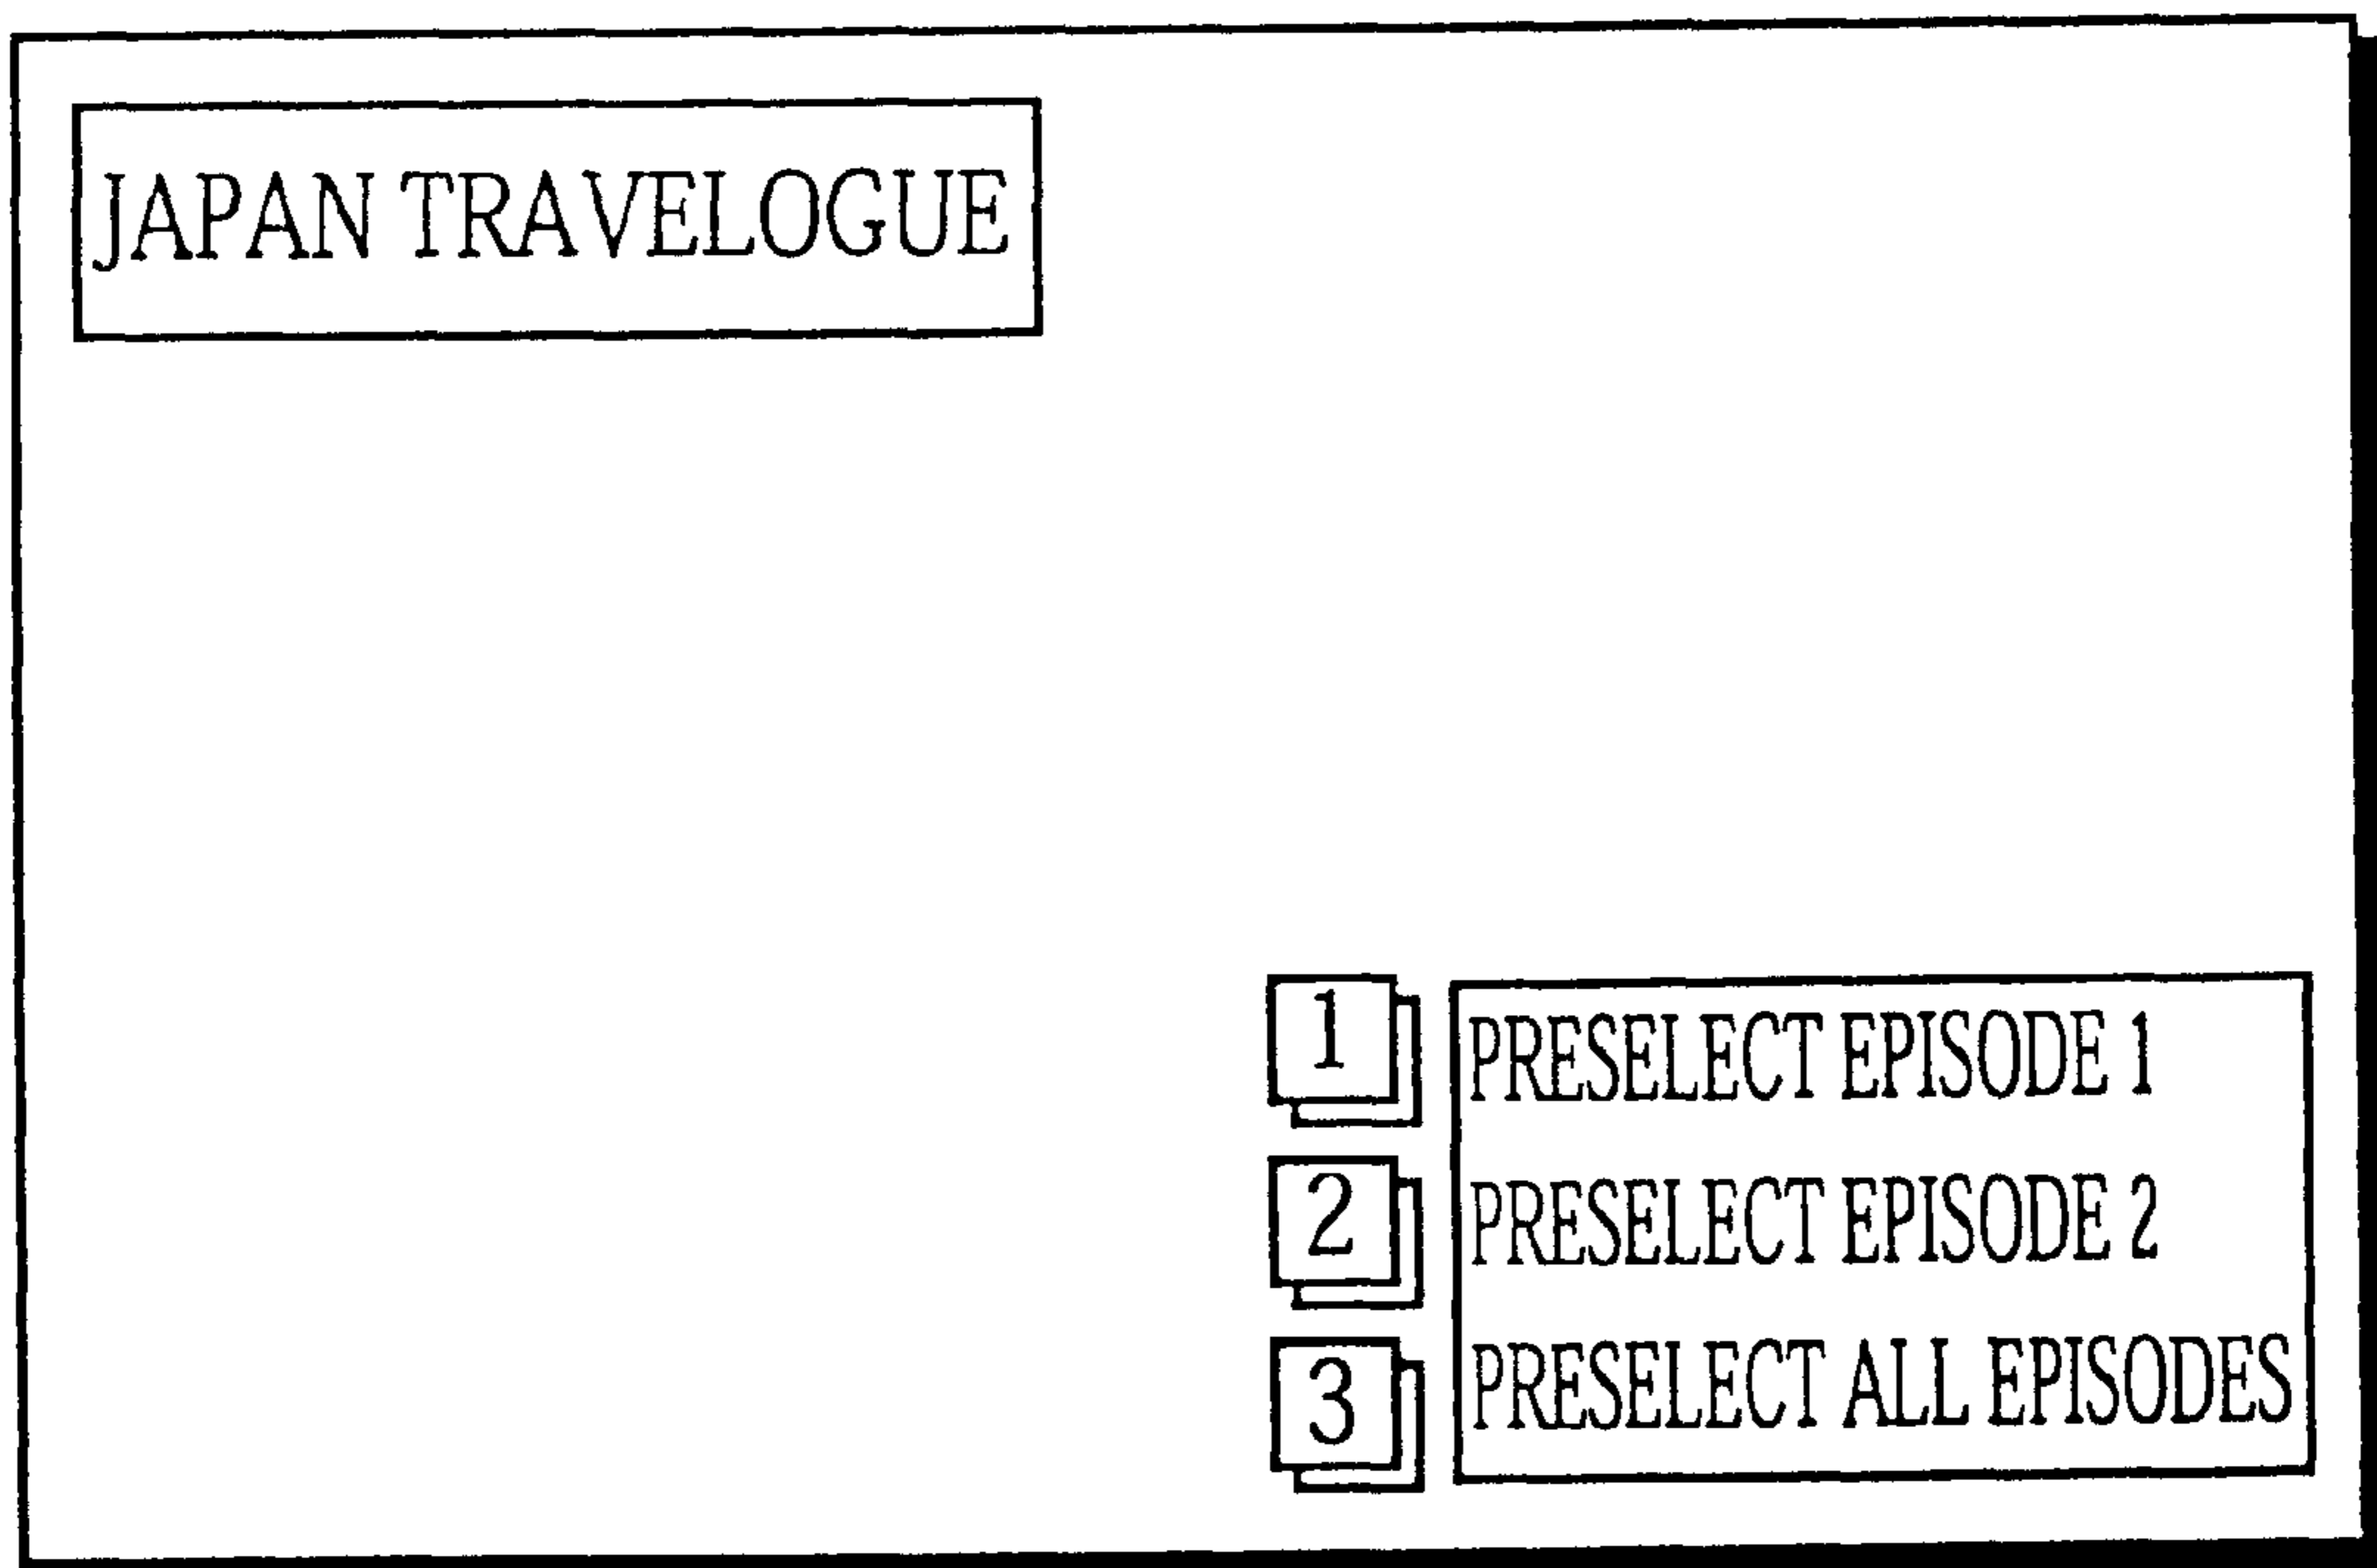 JAPAN TRAVELOGUE
1 PRESELECT EPISODE 1
2 PRESELECT EPISODE 2
3 PRESELECT ALL EPISODES